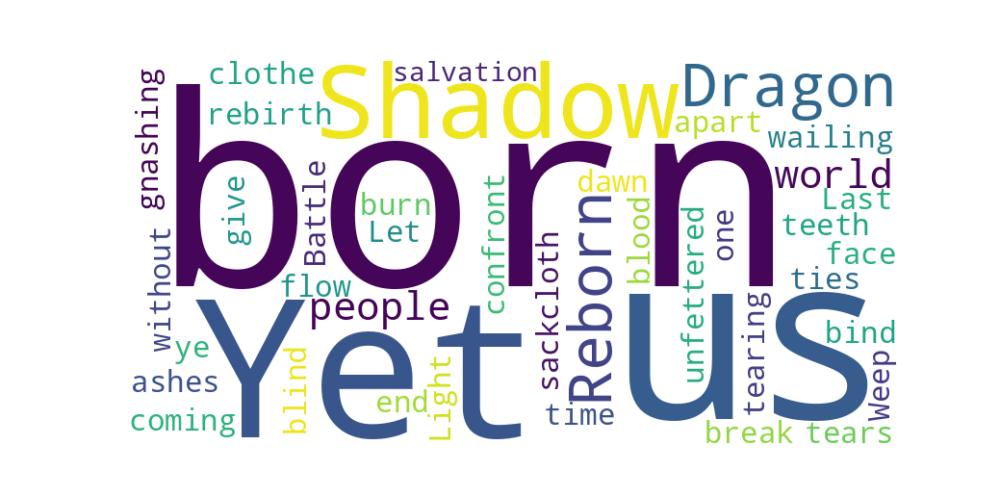 clothe
salvation
Shadow
Dragon
gnashing
rebirth
apart
wailing
born
world
give
Battle
burn
Let
confront
dawn
Last
teeth
face
without
flow
people
sackcloth
Reborn
blood
unfettered
one
ties
Yet
us
tearing
bind
ye
Weep
ashes
blind
Light
end
time
coming
break
tears